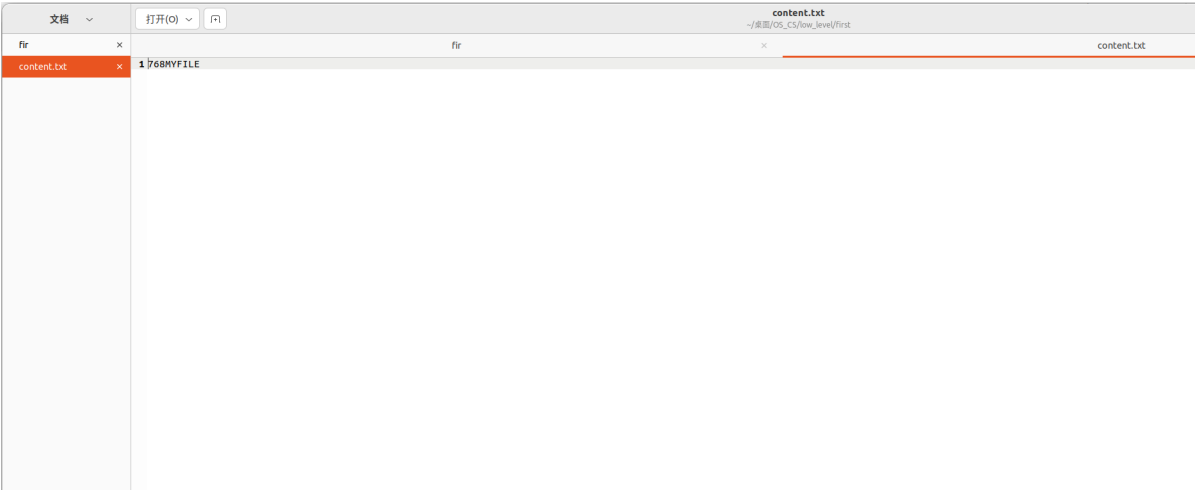 文档
打开(O)
content.txt
~/桌面/OS_CS/low_level/first
fir
content.txt
fir
content.txt
1 768MYFILE